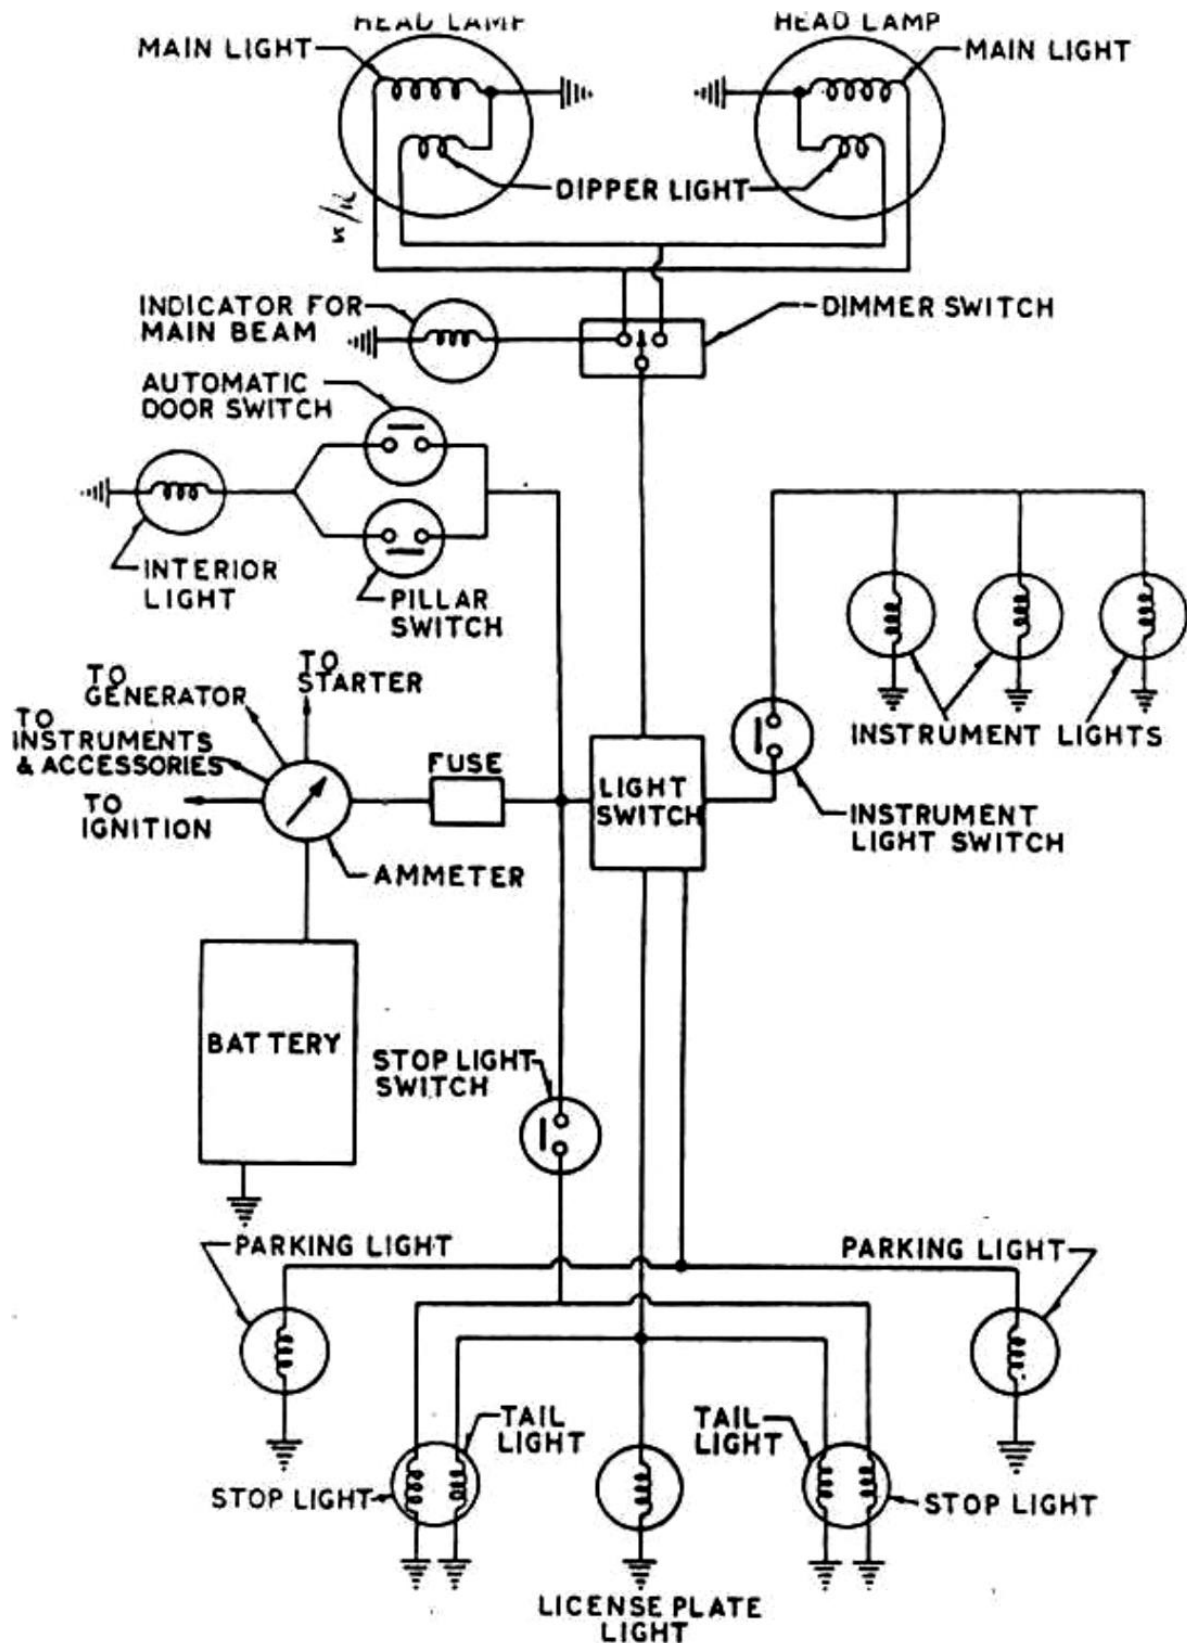 HEAD LAMP
HEAD LAMP
MAIN LIGHT
MAIN LIGHT
DIPPER LIGHT
INDICATOR FOR
MAIN BEAM
DIMMER SWITCH
AUTOMATIC
DOOR SWITCH
INTERIOR
LIGHT
PILLAR
SWITCH
TO
GENERATOR
TO
STARTER
TO
INSTRUMENTS
& ACCESSORIES
TO
IGNITION
FUSE
LIGHT
SWITCH
INSTRUMENT LIGHTS
INSTRUMENT
LIGHT SWITCH
AMMETER
BATTERY
STOP LIGHT
SWITCH
PARKING LIGHT
PARKING LIGHT
TAIL
LIGHT
TAIL
LIGHT
STOP LIGHT
STOP LIGHT
LICENSE PLATE
LIGHT